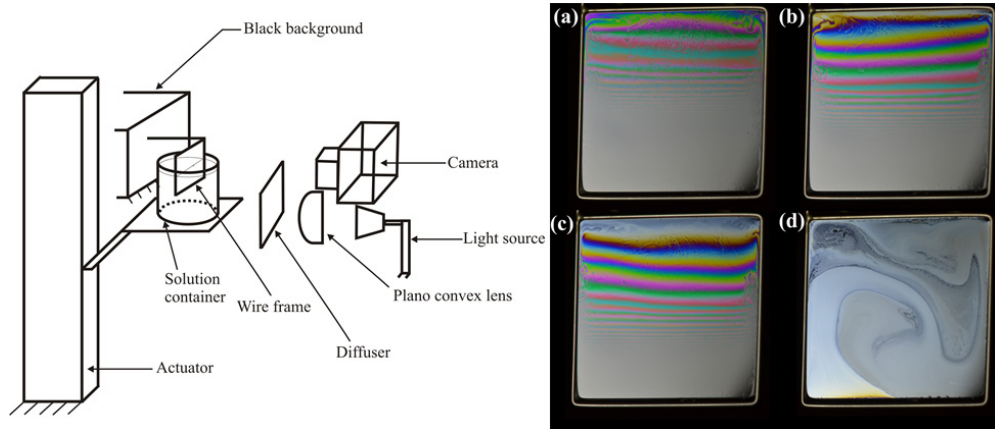 Black background
Camera
Light source
Solution
container
Wire frame
Plano convex lens
Diffuser
Actuator
(a)
(b)
(c)
(d)